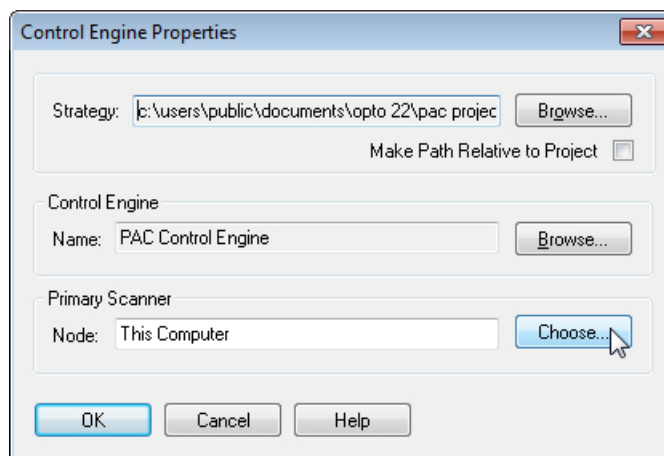 Control Engine Properties
Strategy: c:\users\public\documents\opto 22\pac projec Browse...
Make Path Relative to Project
Control Engine
Name: PAC Control Engine Browse...
Primary Scanner
Node: This Computer Choose...
OK Cancel Help